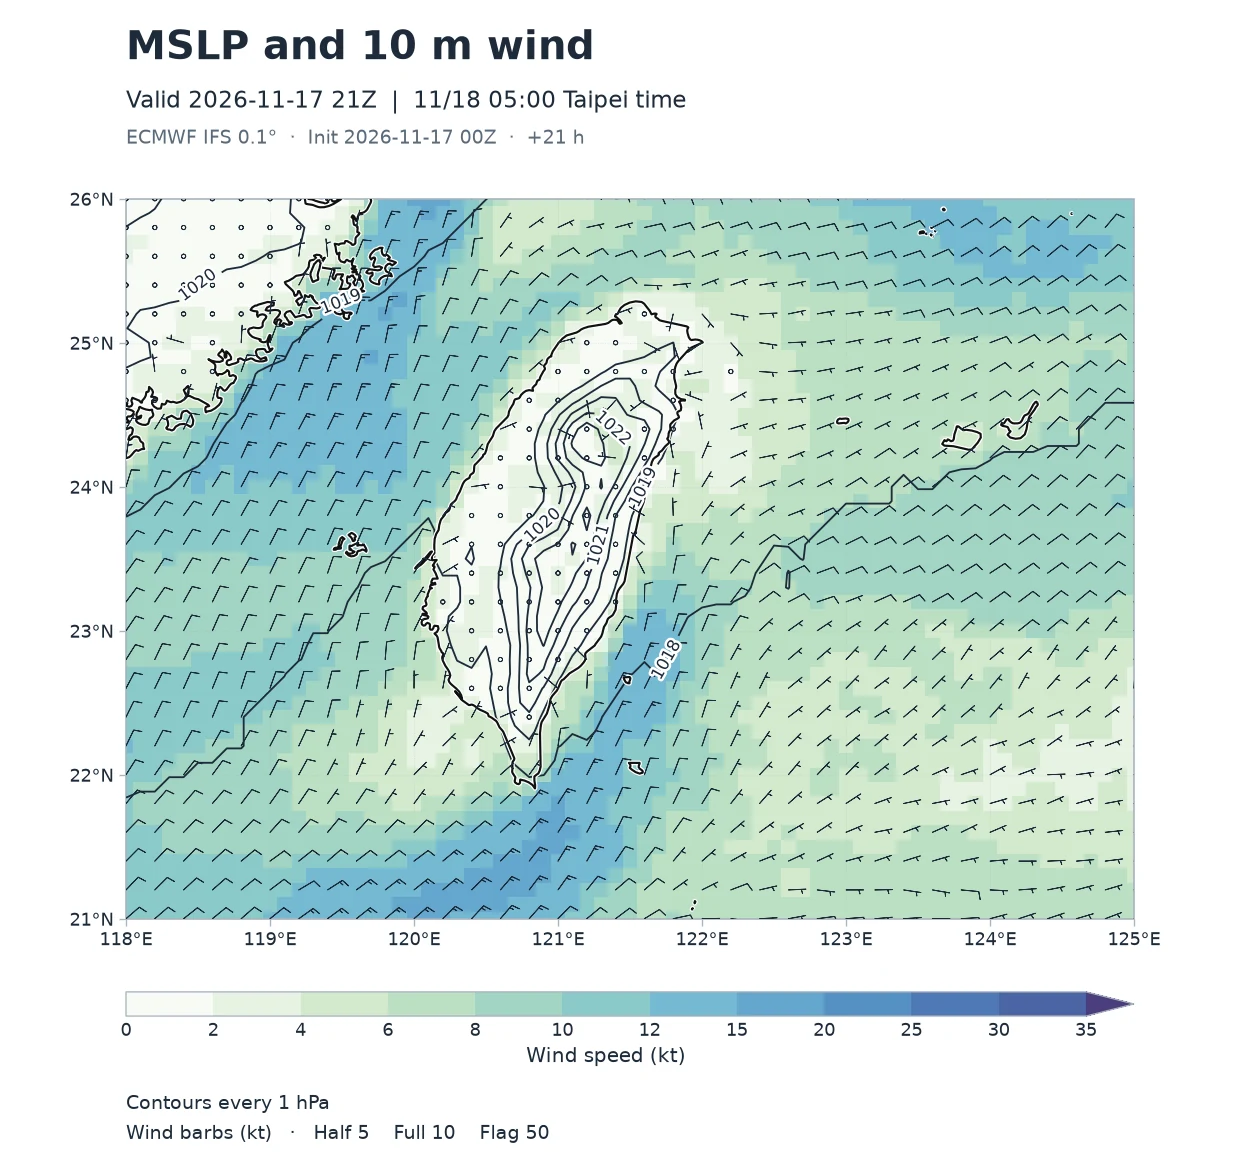 MSLP and 10 m wind
Valid 2026-11-17 21Z | 11/18 05:00 Taipei time
ECMWF IFS 0.1° · Init 2026-11-17 00Z · +21 h
26°N
1020
1019
25°N
1022
24°N
1019
1020
1021
23°N
1018
22°N
21°N
118°E 119°E 120°E 121°E 122°E 123°E 124°E 125°E
0 2 4 6 8 10 12 15 20 25 30 35
Wind speed (kt)
Contours every 1 hPa
Wind barbs (kt) · Half 5 Full 10 Flag 50